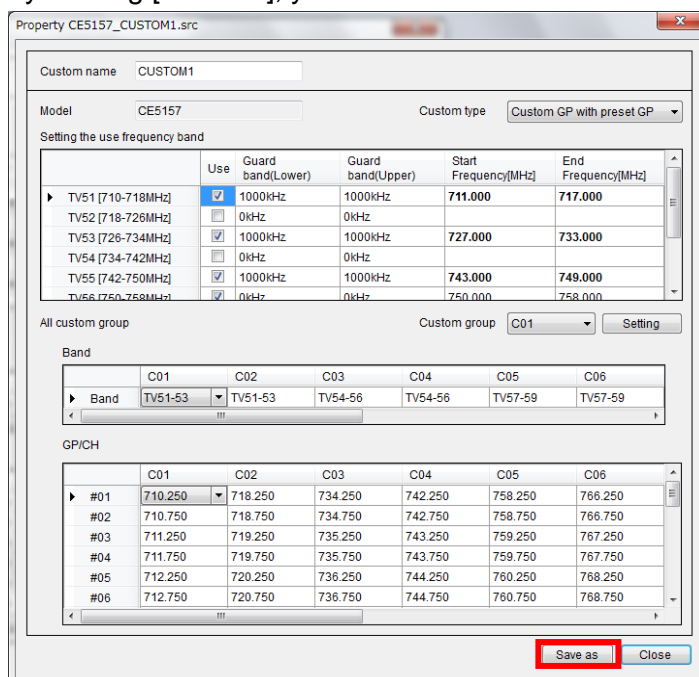 Property CE5157_CUSTOM1.src
Custom name CUSTOM1
Model CE5157 Custom type Custom GP with preset GP
Setting the use frequency band
Use Guard band(Lower) Guard band(Upper) Start Frequency[MHz] End Frequency[MHz]
TV51 [710-718MHz] 1000kHz 1000kHz 711.000 717.000
TV52 [718-726MHz] 0kHz 0kHz
TV53 [726-734MHz] 1000kHz 1000kHz 727.000 733.000
TV54 [734-742MHz] 0kHz 0kHz
TV55 [742-750MHz] 1000kHz 1000kHz 743.000 749.000
TV56 [750-758MHz] 0kHz 0kHz 750.000 758.000
All custom group Custom group C01 Setting
Band
C01 C02 C03 C04 C05 C06
Band TV51-53 TV51-53 TV54-56 TV54-56 TV57-59 TV57-59
GP/CH
C01 C02 C03 C04 C05 C06
#01 710.250 718.250 734.250 742.250 758.250 766.250
#02 710.750 718.750 734.750 742.750 758.750 766.750
#03 711.250 719.250 735.250 743.250 759.250 767.250
#04 711.750 719.750 735.750 743.750 759.750 767.750
#05 712.250 720.250 736.250 744.250 760.250 768.250
#06 712.750 720.750 736.750 744.750 760.750 768.750
Save as Close